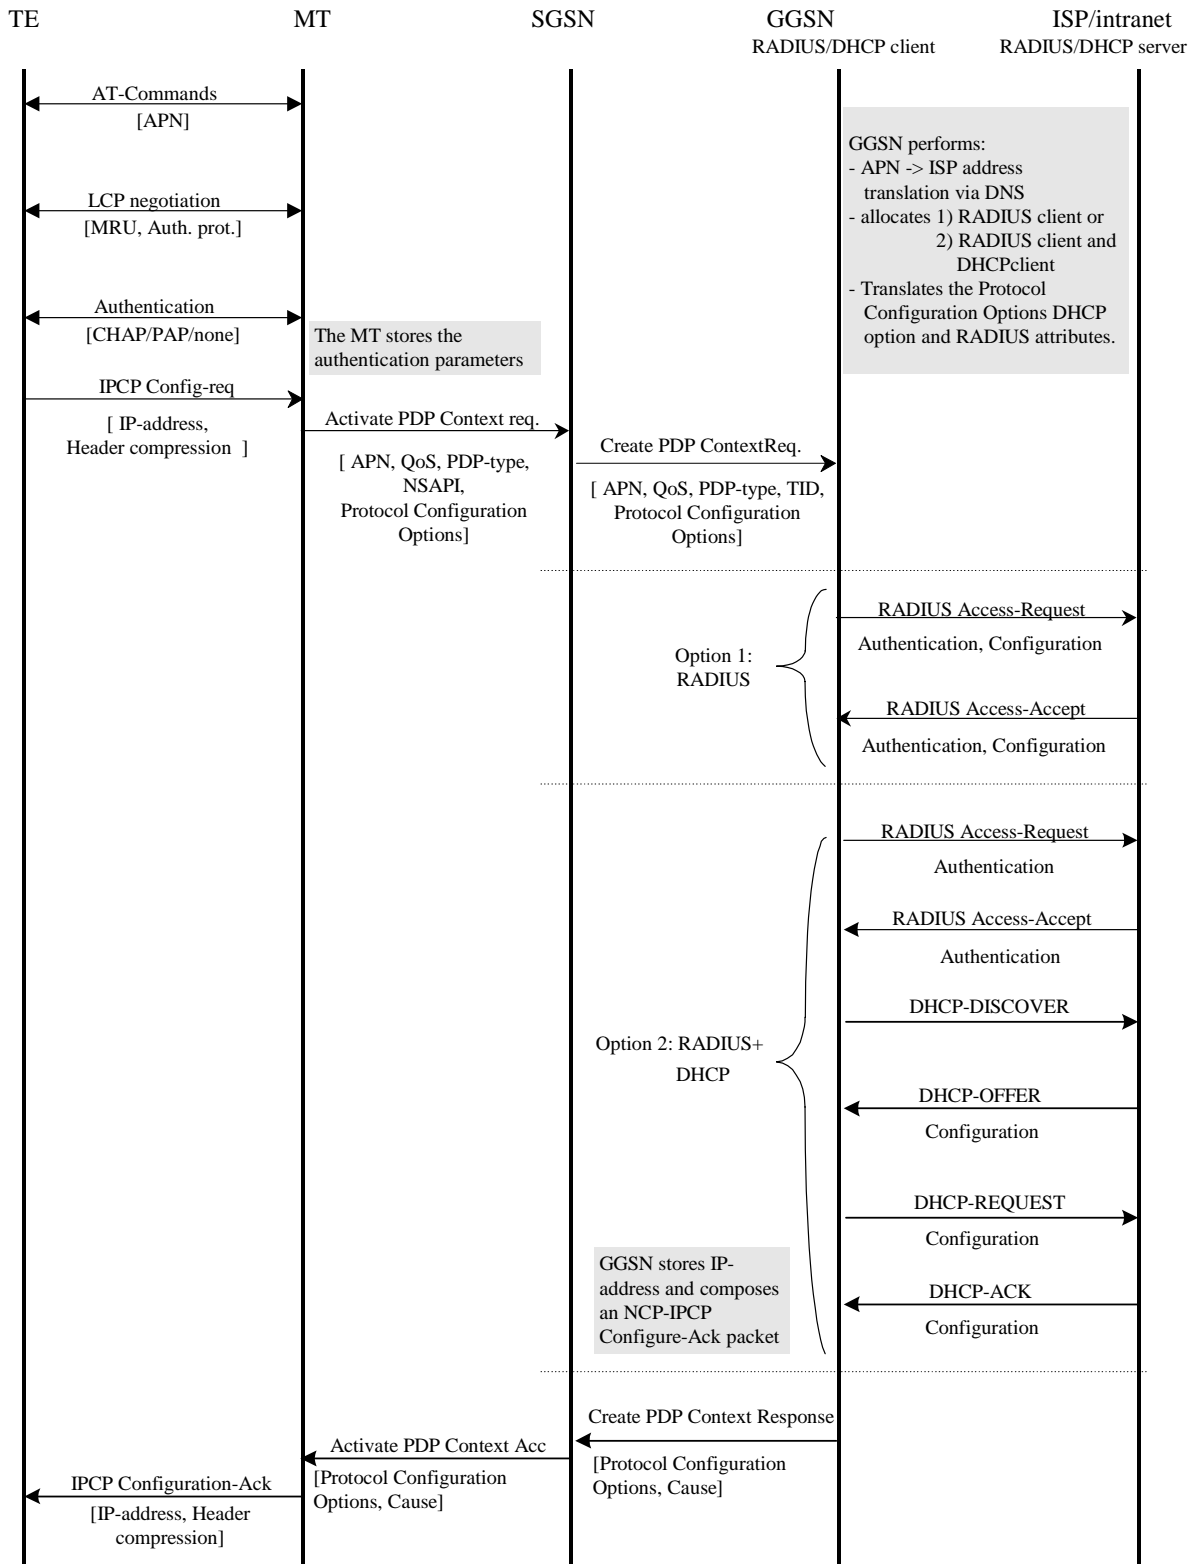 TE
MT
SGSN
GGSN
ISP/intranet
RADIUS/DHCP client
RADIUS/DHCP server
AT-Commands
[APN]
LCP negotiation
[MRU, Auth. prot.]
Authentication
[CHAP/PAP/none]
The MT stores the
authentication parameters
GGSN performs:
- APN -> ISP address
translation via DNS
- allocates 1) RADIUS client or
2) RADIUS client and
DHCPclient
- Translates the Protocol
Configuration Options DHCP
option and RADIUS attributes.
IPCP Config-req
[ IP-address,
Header compression ]
Activate PDP Context req.
[ APN, QoS, PDP-type,
NSAPI,
Protocol Configuration
Options]
Create PDP ContextReq.
[ APN, QoS, PDP-type, TID,
Protocol Configuration
Options]
Option 1:
RADIUS
RADIUS Access-Request
Authentication, Configuration
RADIUS Access-Accept
Authentication, Configuration
Option 2: RADIUS+
DHCP
RADIUS Access-Request
Authentication
RADIUS Access-Accept
Authentication
DHCP-DISCOVER
DHCP-OFFER
Configuration
DHCP-REQUEST
Configuration
DHCP-ACK
Configuration
GGSN stores IP-
address and composes
an NCP-IPCP
Configure-Ack packet
Create PDP Context Response
[Protocol Configuration
Options, Cause]
Activate PDP Context Acc
[Protocol Configuration
Options, Cause]
IPCP Configuration-Ack
[IP-address, Header
compression]